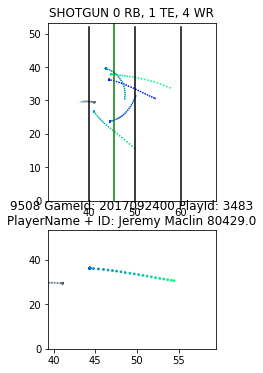 SHOTGUN 0 RB, 1 TE, 4 WR
50
40
30
20
10
0
40 50 60
9508 GameId: 2017092400 PlayId: 3483
PlayerName + ID: Jeremy Maclin 80429.0
40
20
0
40 45 50 55